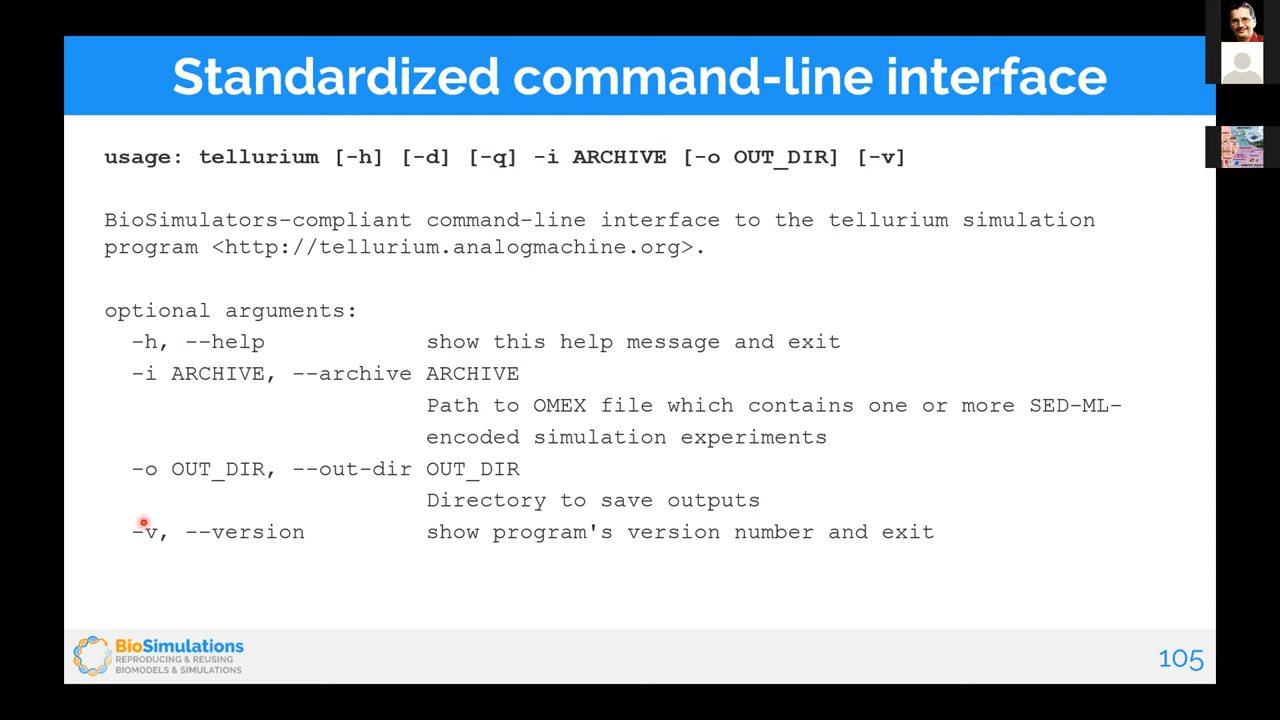 Standardized command-line interface
usage: tellurium [-h] [-d] [-q] -i ARCHIVE [-o OUT_DIR] [-v]
BioSimulators-compliant command-line interface to the tellurium simulation
program <http://tellurium.analogmachine.org>.
optional arguments:
-h, --help show this help message and exit
-i ARCHIVE, --archive ARCHIVE
Path to OMEX file which contains one or more SED-ML-
encoded simulation experiments
-o OUT_DIR, --out-dir OUT_DIR
Directory to save outputs
-v, --version show program's version number and exit
BioSimulations
REPRODUCING & REUSING
BIOMODELS & SIMULATIONS
105